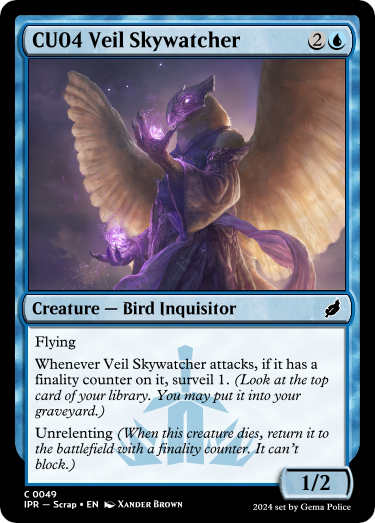 CU04 Veil Skywatcher 2
Creature — Bird Inquisitor
Flying
Whenever Veil Skywatcher attacks, if it has a
finality counter on it, surveil 1. (Look at the top
card of your library. You may put it into your
graveyard.)
Unrelenting (When this creature dies, return it to
the battlefield with a finality counter. It can't
block.)
1/2
C 0049
IPR — Scrap • EN XANDER BROWN
2024 set by Gema Police